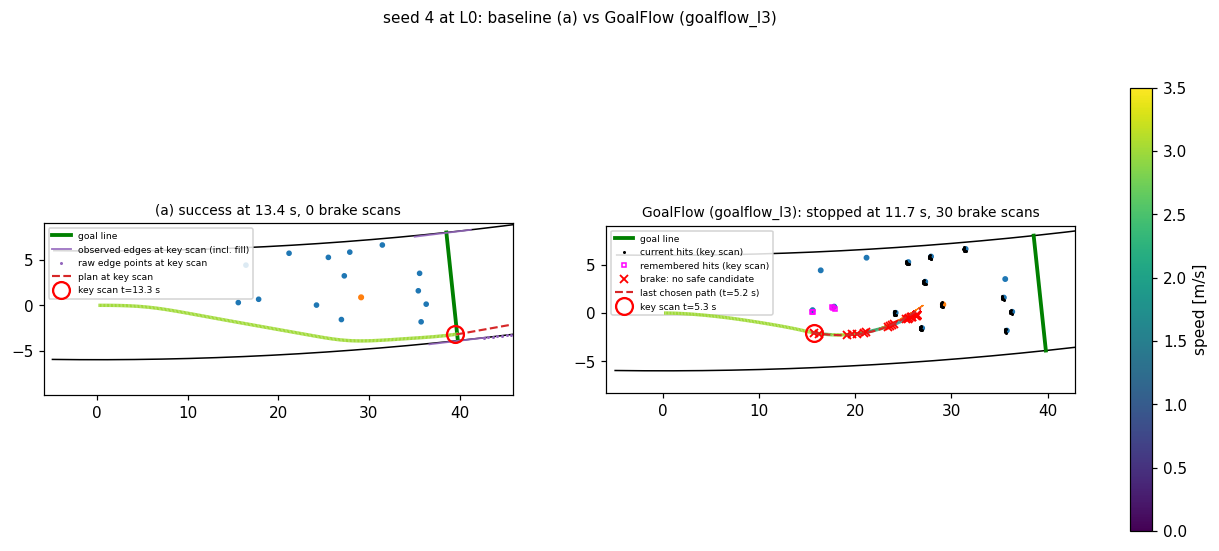 seed 4 at L0: baseline (a) vs GoalFlow (goalflow_l3)
(a) success at 13.4 s, 0 brake scans
goal line
observed edges at key scan (incl. fill)
raw edge points at key scan
plan at key scan
key scan t=13.3 s
5
0
−5
0
10
20
30
40
GoalFlow (goalflow_l3): stopped at 11.7 s, 30 brake scans
goal line
current hits (key scan)
remembered hits (key scan)
brake: no safe candidate
last chosen path (t=5.2 s)
key scan t=5.3 s
5
0
−5
0
10
20
30
40
3.5
3.0
2.5
2.0
1.5
1.0
0.5
0.0
speed [m/s]